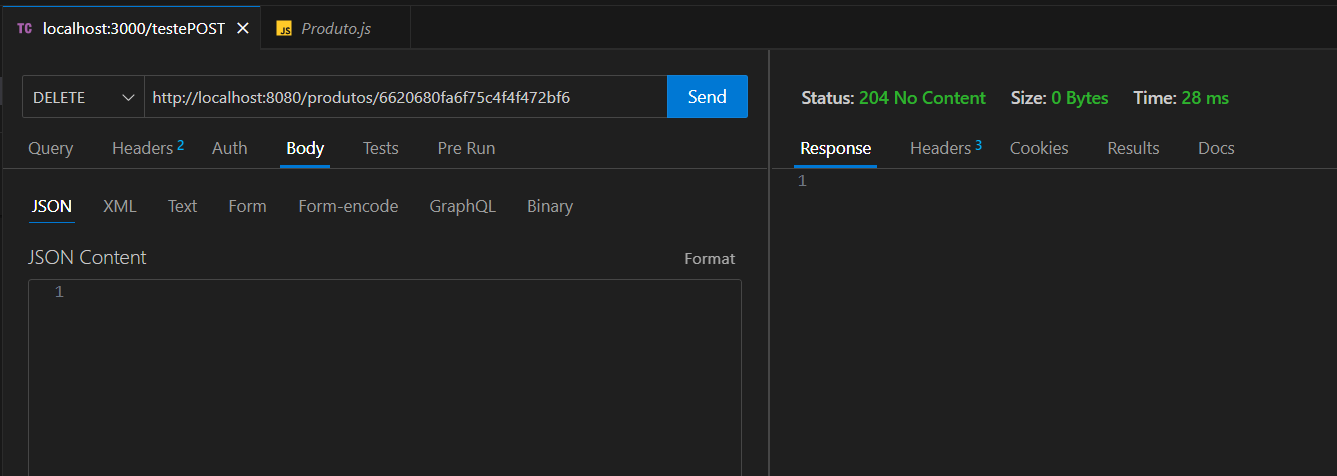 TC localhost:3000/testePOST × JS Produto.js
DELETE http://localhost:8080/produtos/6620680fa6f75c4f4f472bf6 Send
Status: 204 No Content Size: 0 Bytes Time: 28 ms
Query Headers 2 Auth Body Tests Pre Run
Response Headers 3 Cookies Results Docs
1
JSON XML Text Form Form-encode GraphQL Binary
JSON Content Format
1